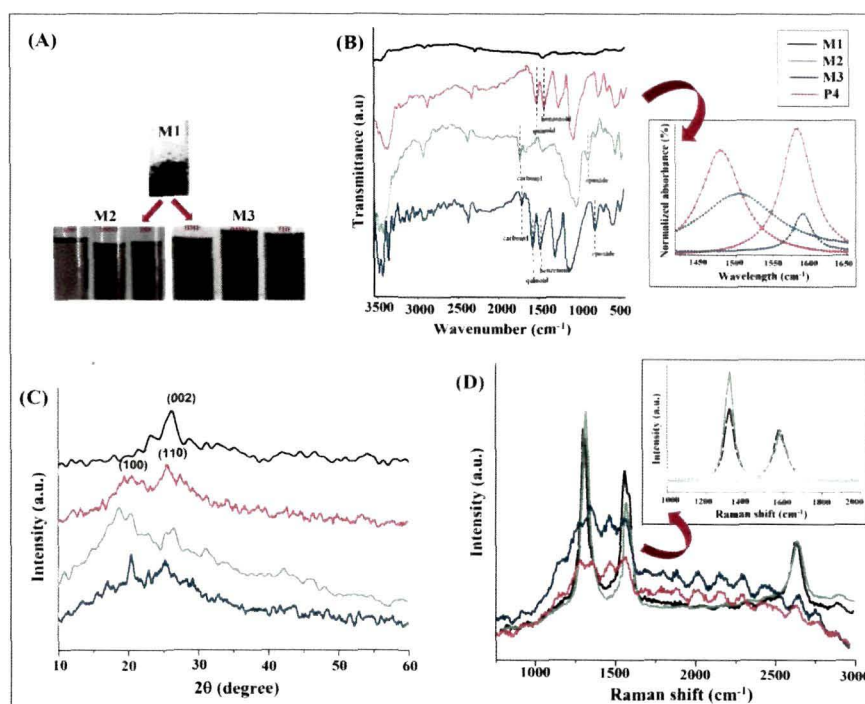 (A)
M1
M2
M3
(B)
Transmittance (a.u)
benzenoid
quinoid
carbonyl
epoxide
carbonyl
benzenoid
epoxide
quinoid
3500 3000 2500 2000 1500 1000 500
Wavenumber (cm-1)
M1
M2
M3
P4
Normalized absorbance (%)
1450 1500 1550 1600 1650
Wavelength (cm-1)
(C)
(002)
(100)
(110)
Intensity (a.u.)
10 20 30 40 50 60
2θ (degree)
(D)
Intensity (a.u.)
1000 1500 2000 2500 3000
Raman shift (cm-1)
Intensity (a.u.)
1000 1200 1400 1600 1800 2000
Raman shift (cm-1)